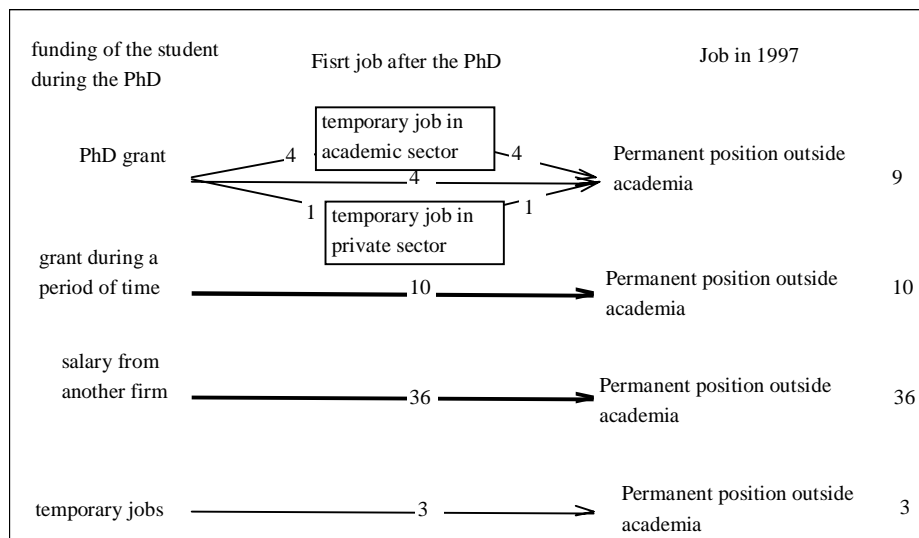 funding of the student
during the PhD
Fisrt job after the PhD
Job in 1997
PhD grant
4
temporary job in
academic sector
4
4
1
temporary job in
private sector
1
Permanent position outside
academia
9
grant during a
period of time
10
Permanent position outside
academia
10
salary from
another firm
36
Permanent position outside
academia
36
temporary jobs
3
Permanent position outside
academia
3